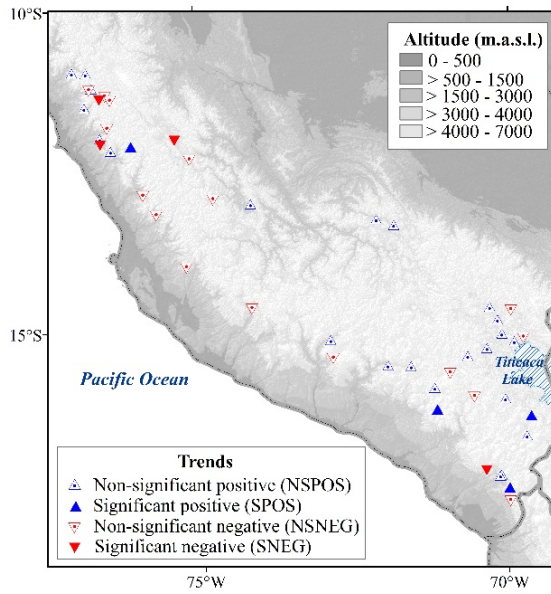 10°S
Altitude (m.a.s.l.)
0 - 500
> 500 - 1500
> 1500 - 3000
> 3000 - 4000
> 4000 - 7000
15°S
Titicaca
Lake
Pacific Ocean
Trends
Non-significant positive (NSPOS)
Significant positive (SPOS)
Non-significant negative (NSNEG)
Significant negative (SNEG)
75°W
70°W